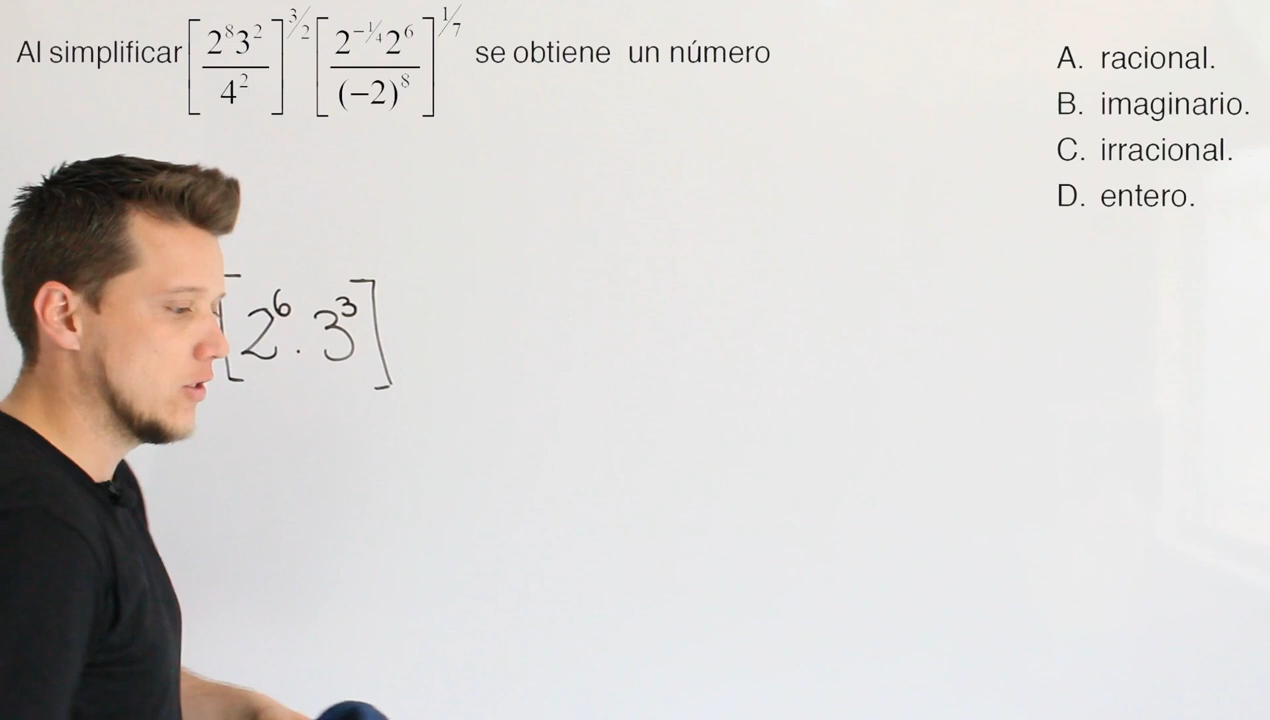 Al simplificar [2⁸3²/4²]^(3/2) [2^(-1/4)2⁶/(−2)⁸]^(1/7) se obtiene un número
A. racional.
B. imaginario.
C. irracional.
D. entero.
[2⁶ · 3³]